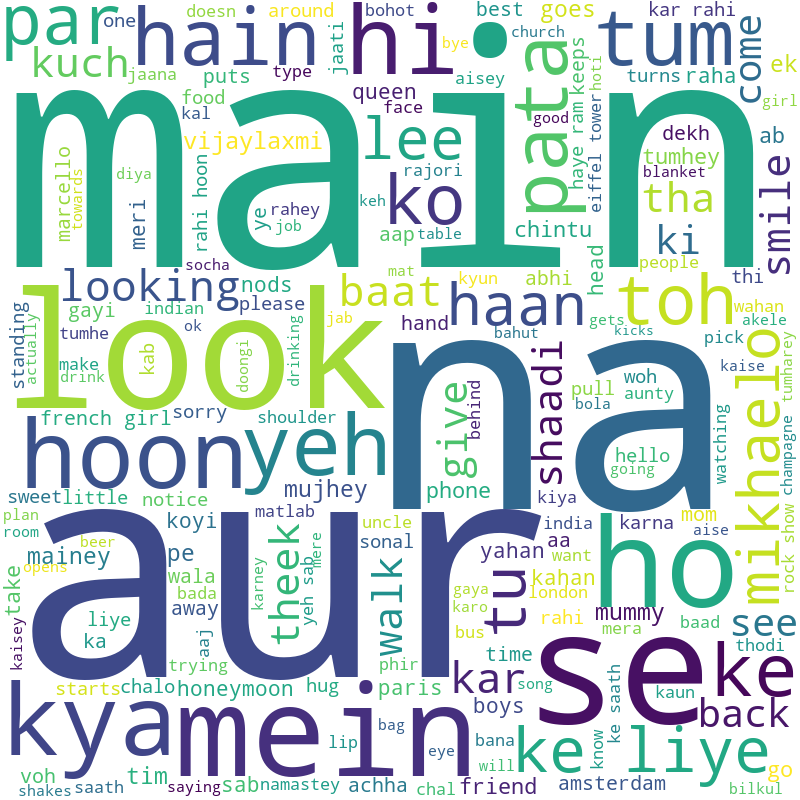 par
hain
hi
tume
kuch
main
lee
ko
pata
come
doesn
around
bohot
one
jaati
best
goes
kar rahi
ek
jaana
puts
type
aisey
turns
raha
queen
church
bye
keeps
hoti
girl
food
kal
face
good
haye ram
eiffel tower
dekh
ab
vijaylaxmi
tumhey
blanket
marcello
towards
diya
meri
rahi hoon
ye
rahey
job
rajori
keh
aap
table
chintu
tha
ki
smile
socha
looking
nods
baat
mat
kyun
abhi
head
people
thi
look
haan
toh
wahan
gayi
indian
please
standing
actually
tumhe
ok
jab
hand
bahut
gets
kicks
pick
akele
make
drink
kab
doongi
drinking
na
kaise
tumharey
mikhaelo
hoon
yeh
give
behind
shaadi
pull
woh
bola
aunty
french girl
sorry
shoulder
hello
going
watching
champagne
rock show
sweet
little
notice
mujhey
phone
kiya
plan
room
beer
opens
koyi
matlab
uncle
india
karna
mom
aise
aur
mainey
pe
theek
mere
yeh sab
sonal
tu
yahan
aa
want
ho
wala
away
bada
karney
walk
gaya
karo
kahan
london
take
liye
ka
aaj
bus
rahi
mummy
mera
baad
see
kaisey
trying
phir
time
se
thodi
ke
kya
starts
chalo
honeymoon
hug
paris
kar
song
boys
kaun
back
mein
lip
bag
eye
bana
will
know
ke saath
ke liye
voh
tim
go
shakes
saath
saying
sab
namastey
achha
chal
friend
amsterdam
bilkul